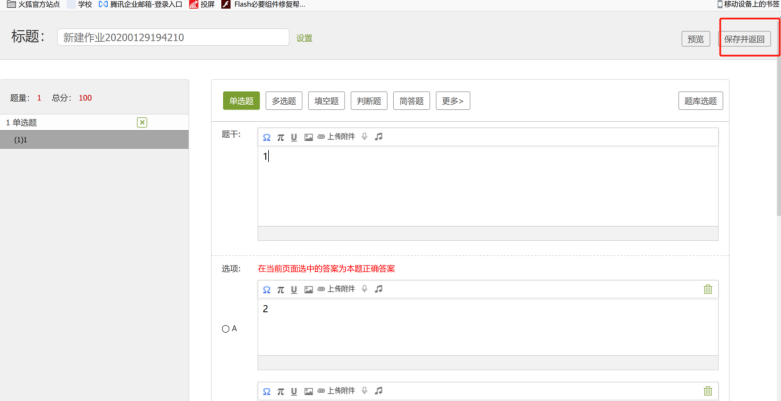 火狐官方站点 学校 腾讯企业邮箱-登录入口 投屏 Flash必要组件修复帮... 移动设备上的书签
标题： 新建作业20200129194210 设置 预览 保存并返回
题量： 1 总分： 100 单选题 多选题 填空题 判断题 简答题 更多> 题库选题
1 单选题
(1)1
题干: Ω π U 上传附件
1
选项: 在当前页面选中的答案为本题正确答案
Ω π U 上传附件
2
A
Ω π U 上传附件